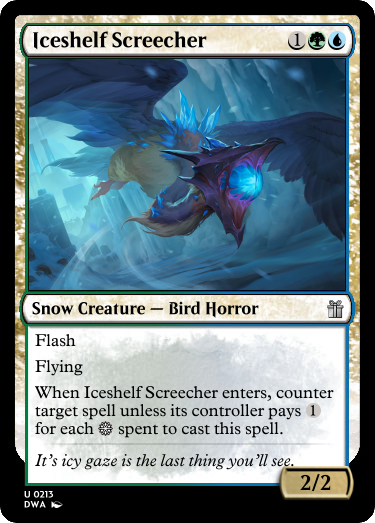 Iceshelf Screecher 1
Snow Creature — Bird Horror
Flash
Flying
When Iceshelf Screecher enters, counter
target spell unless its controller pays 1
for each spent to cast this spell.
It's icy gaze is the last thing you'll see.
2/2
U 0213
DWA